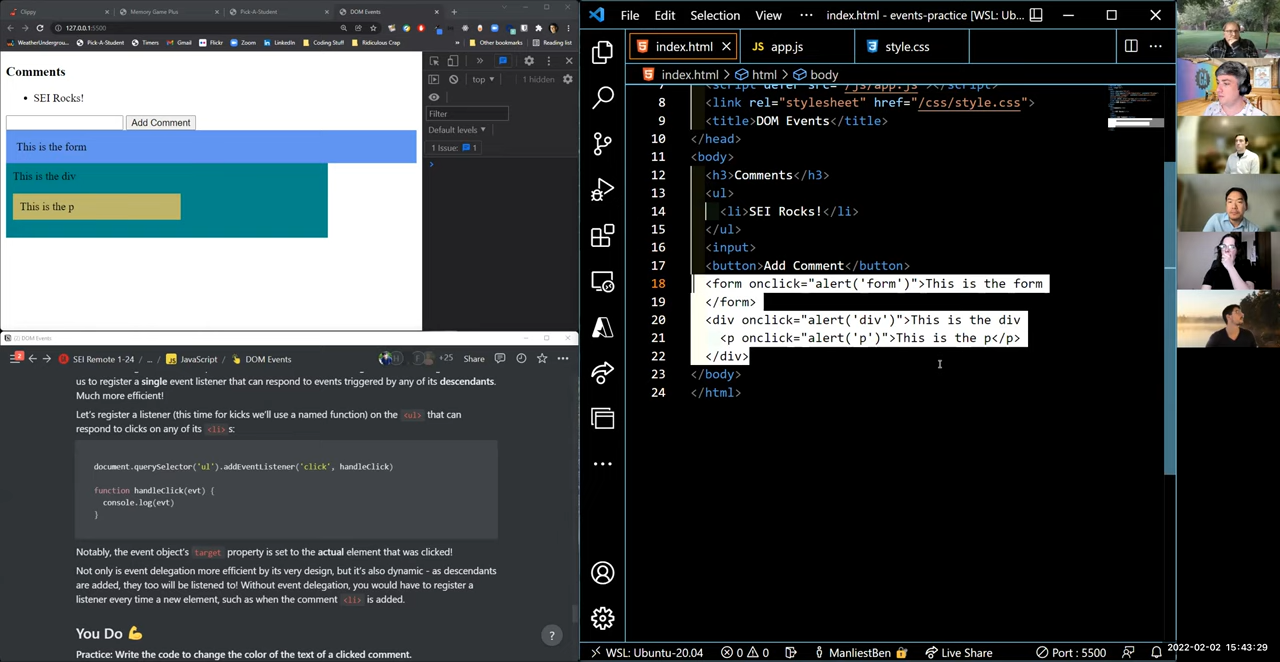 Clippy
Memory Game Plus
Pick-A-Student
DOM Events
127.0.0.1:5500
WeatherUnderground...
Pick-A-Student
Timers
Gmail
Flickr
Zoom
LinkedIn
Coding Stuff
Ridiculous Crap
Other bookmarks
Reading list
Comments
SEI Rocks!
Add Comment
This is the form
This is the div
This is the p
top
1 hidden
Filter
Default levels
1 Issue: 1
(2) DOM Events
SEI Remote 1-24 / ... / JavaScript / DOM Events
+25 Share
us to register a single event listener that can respond to events triggered by any of its descendants.
Much more efficient!
Let's register a listener (this time for kicks we'll use a named function) on the <ul> that can
respond to clicks on any of its <li> s:
document.querySelector('ul').addEventListener('click', handleClick)
function handleClick(evt) {
console.log(evt)
}
Notably, the event object's target property is set to the actual element that was clicked!
Not only is event delegation more efficient by its very design, but it's also dynamic - as descendants
are added, they too will be listened to! Without event delegation, you would have to register a
listener every time a new element, such as when the comment <li> is added.
You Do 💪
Practice: Write the code to change the color of the text of a clicked comment.
?
File Edit Selection View ··· index.html - events-practice [WSL: Ub...
index.html
JS app.js
style.css
index.html > html > body
7 <script defer src="/js/app.js"></script>
8 <link rel="stylesheet" href="/css/style.css">
9 <title>DOM Events</title>
10 </head>
11 <body>
12 <h3>Comments</h3>
13 <ul>
14 <li>SEI Rocks!</li>
15 </ul>
16 <input>
17 <button>Add Comment</button>
18 <form onclick="alert('form')">This is the form
19 </form>
20 <div onclick="alert('div')">This is the div
21 <p onclick="alert('p')">This is the p</p>
22 </div>
23 </body>
24 </html>
WSL: Ubuntu-20.04
0 0
ManliestBen
Live Share
Port : 5500
2022-02-02 15:43:29